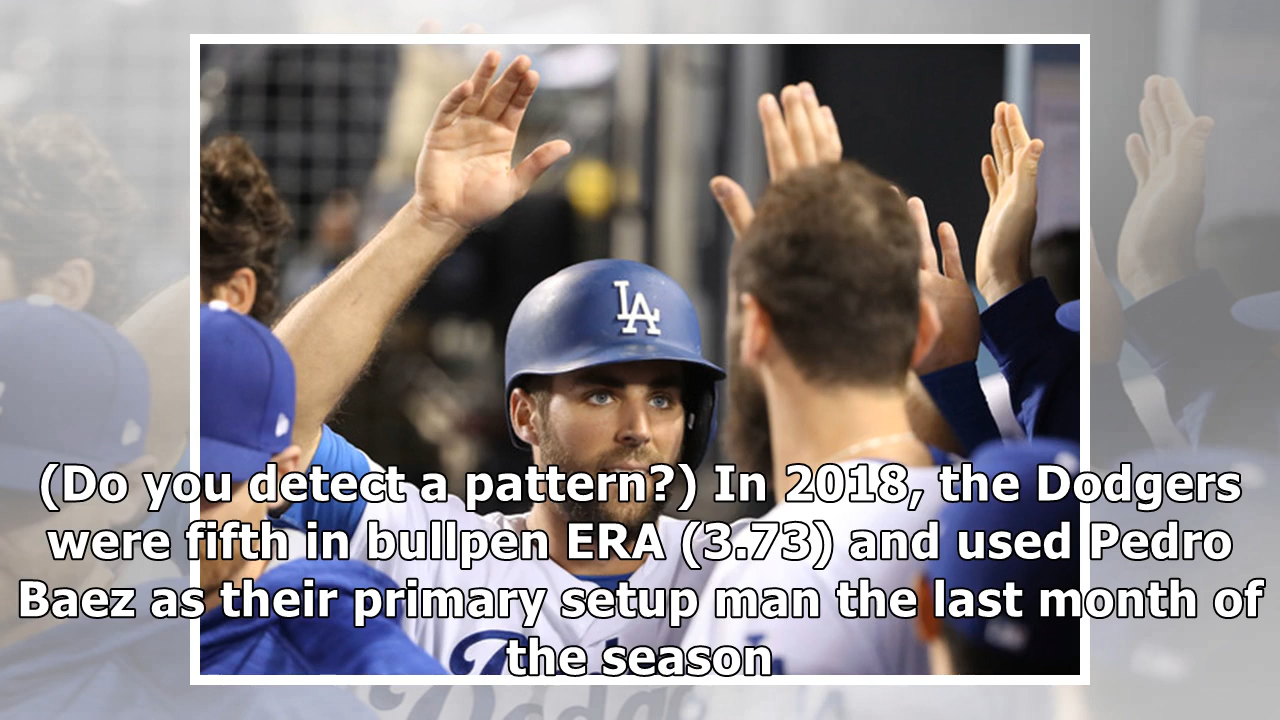 LA
(Do you detect a pattern?) In 2018, the Dodgers
were fifth in bullpen ERA (3.73) and used Pedro
Baez as their primary setup man the last month of
the season